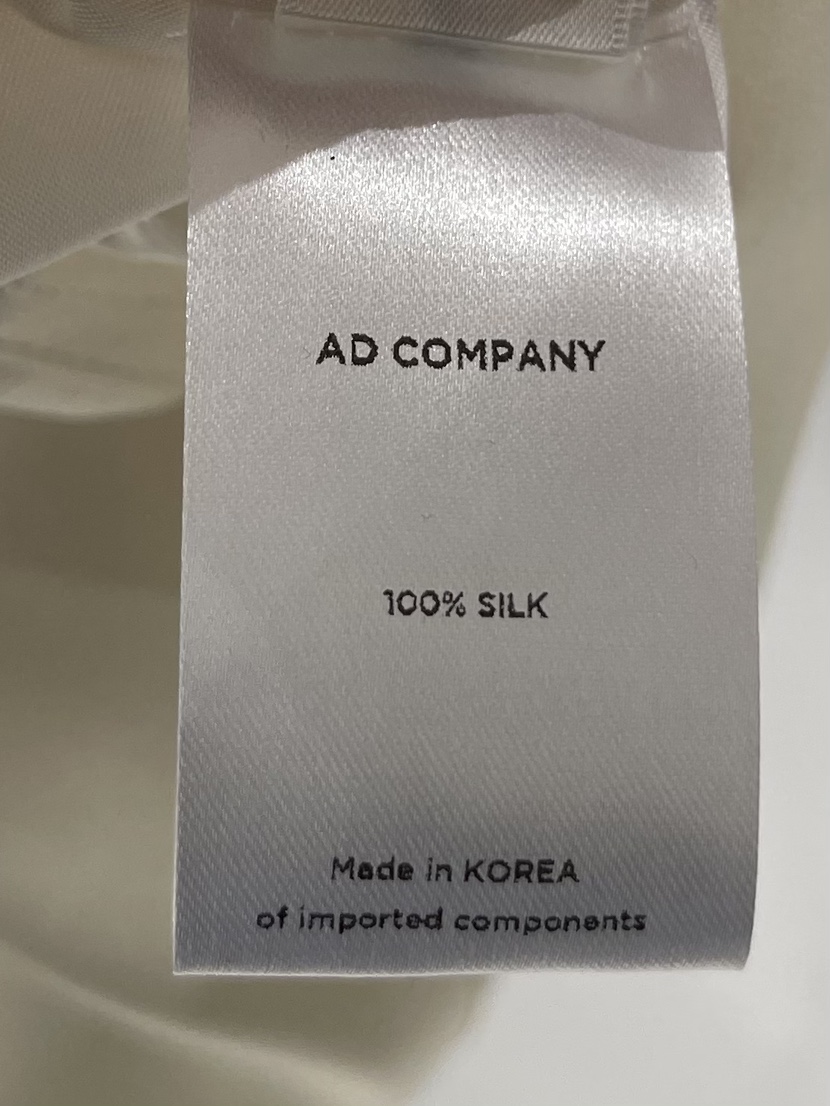 AD COMPANY
100% SILK
Made in KOREA
of imported components